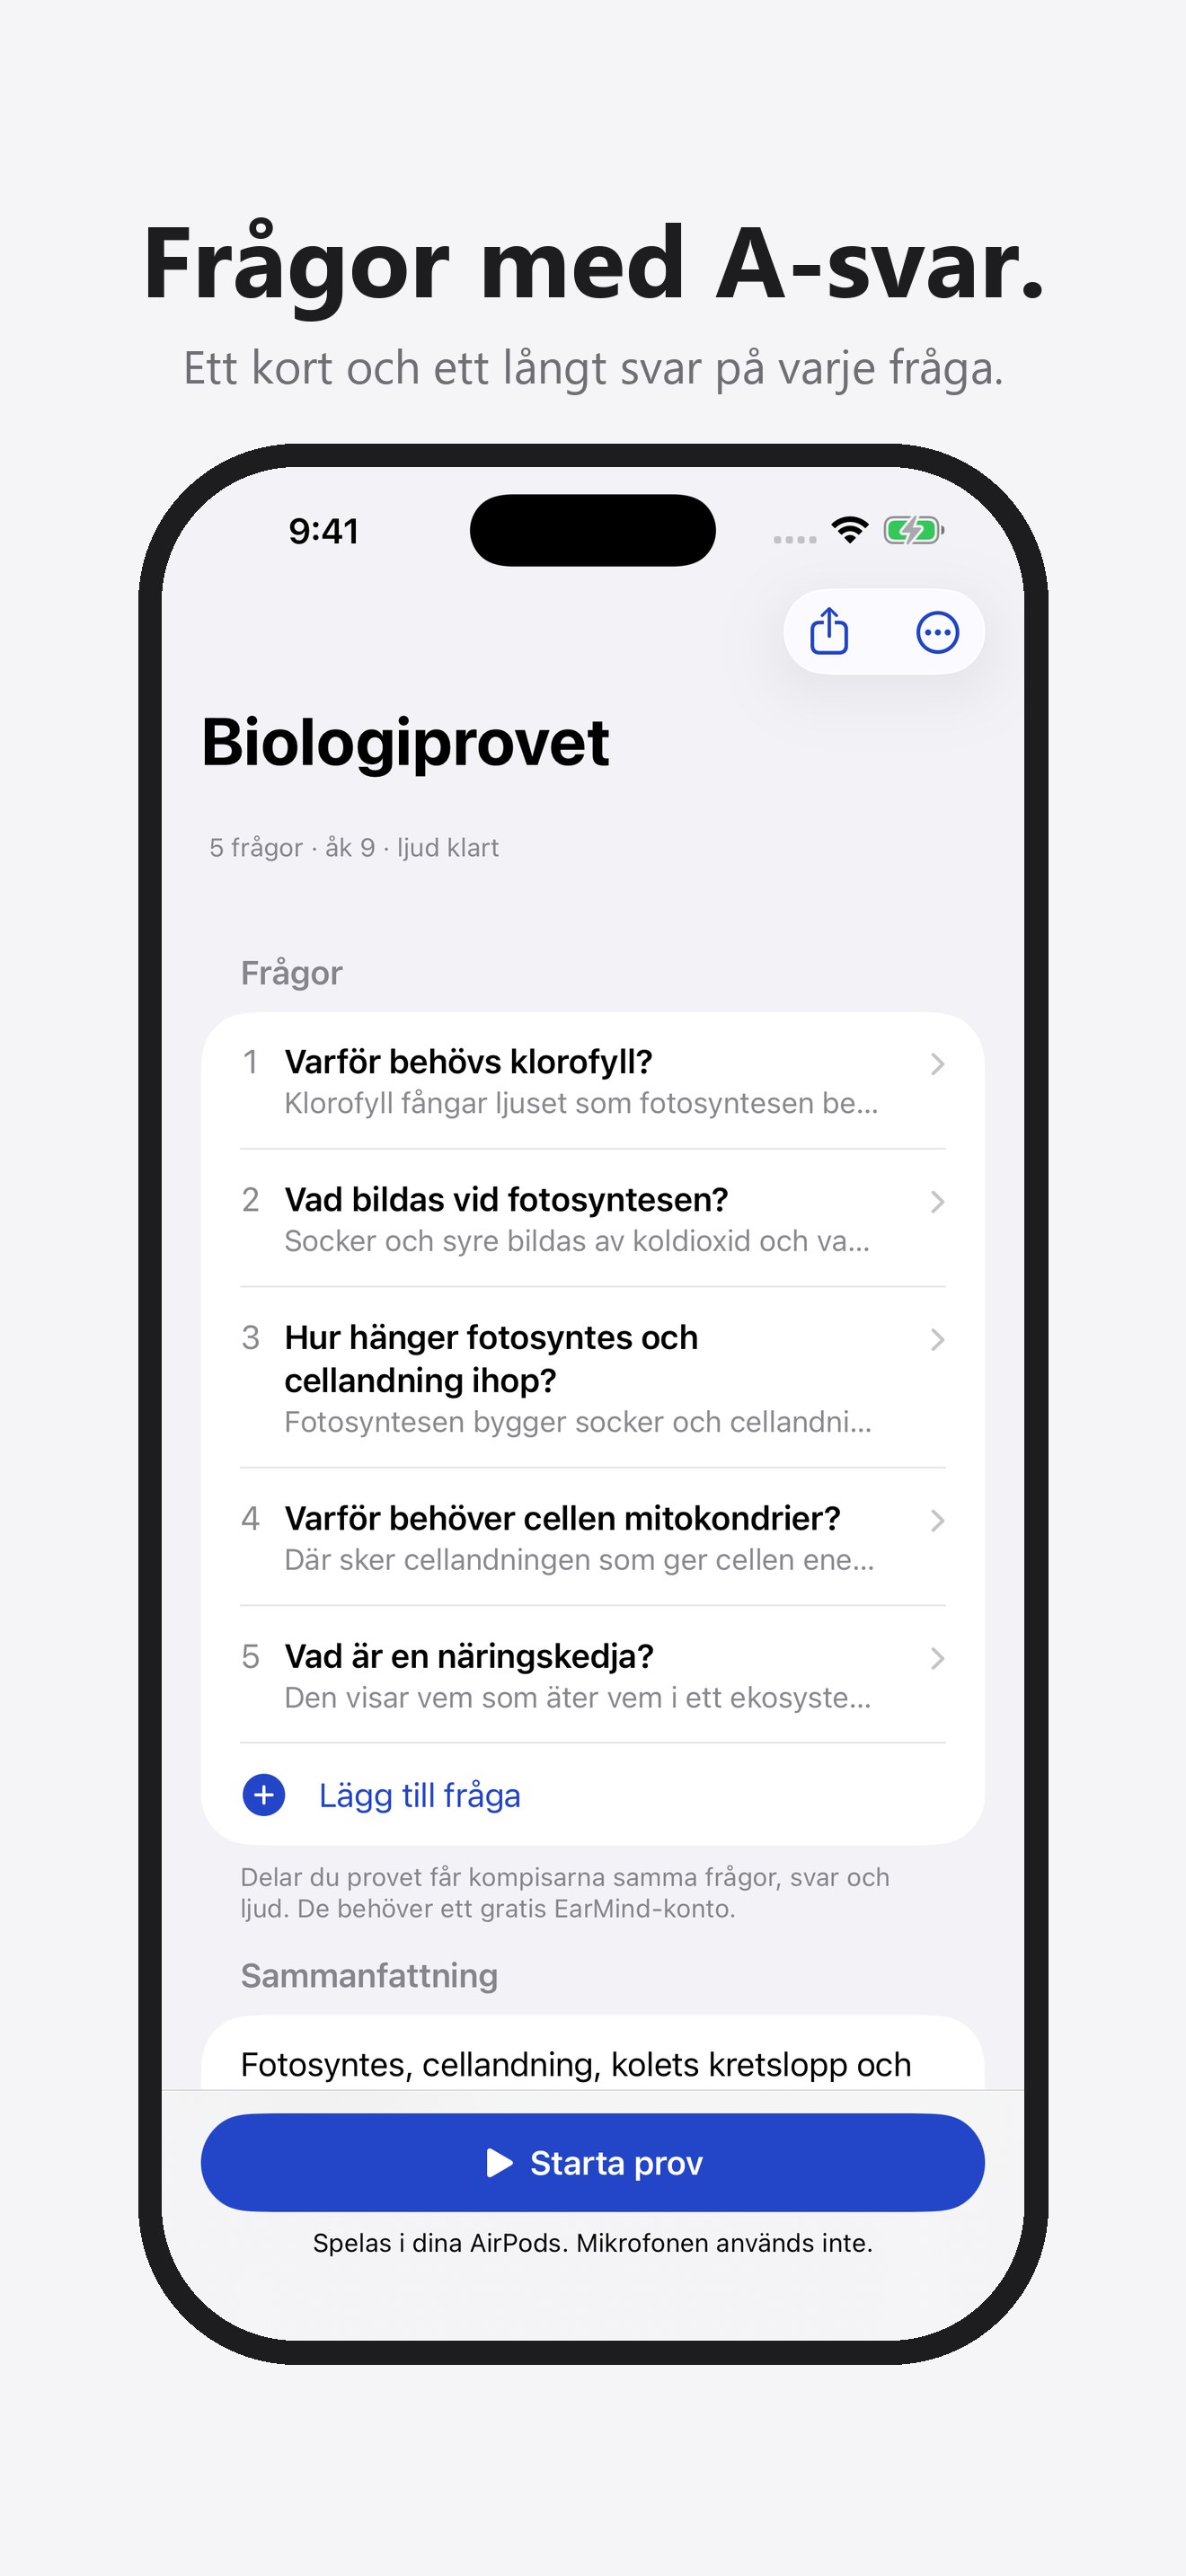 Frågor med A-svar.
Ett kort och ett långt svar på varje fråga.
9:41
Biologiprovet
5 frågor · åk 9 · ljud klart
Frågor
1 Varför behövs klorofyll?
Klorofyll fångar ljuset som fotosyntesen be...
2 Vad bildas vid fotosyntesen?
Socker och syre bildas av koldioxid och va...
3 Hur hänger fotosyntes och
cellandning ihop?
Fotosyntesen bygger socker och cellandni...
4 Varför behöver cellen mitokondrier?
Där sker cellandningen som ger cellen ene...
5 Vad är en näringskedja?
Den visar vem som äter vem i ett ekosyste...
Lägg till fråga
Delar du provet får kompisarna samma frågor, svar och
ljud. De behöver ett gratis EarMind-konto.
Sammanfattning
Fotosyntes, cellandning, kolets kretslopp och
Starta prov
Spelas i dina AirPods. Mikrofonen används inte.